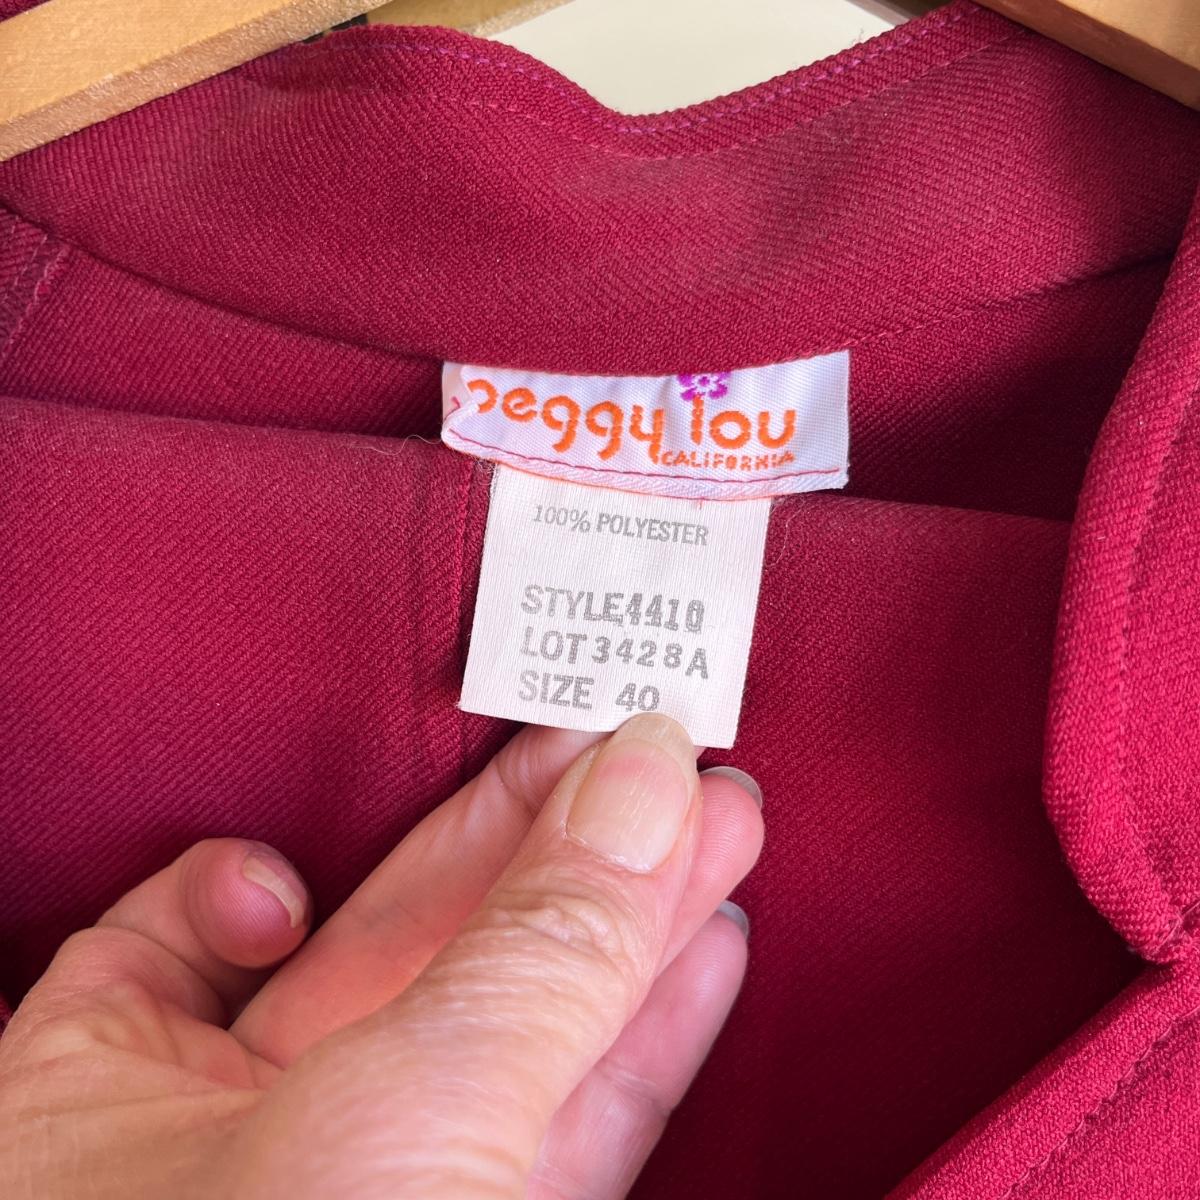 peggy lou
CALIFORNIA
100% POLYESTER
STYLE4410
LOT3428A
SIZE 40